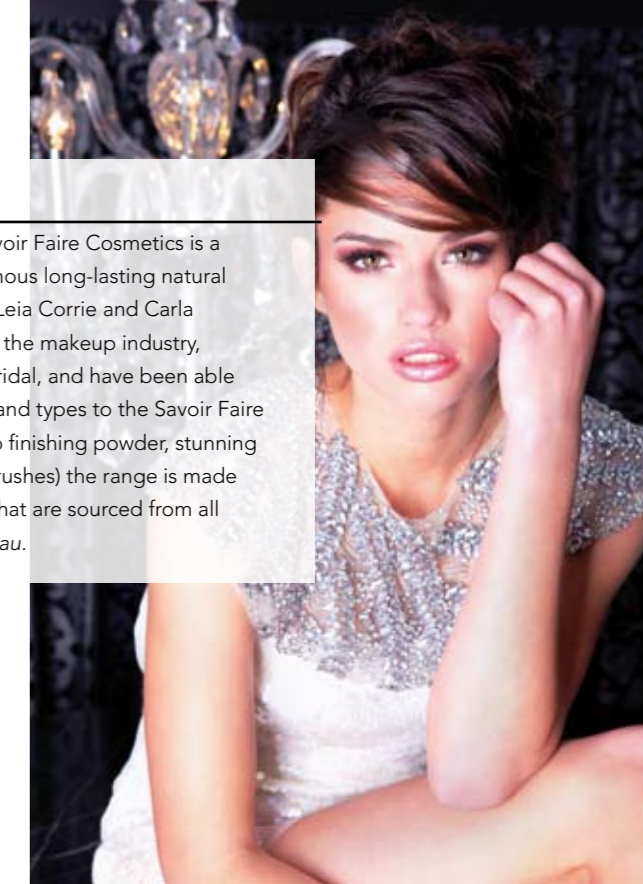 voir Faire Cosmetics is a
nous long-lasting natural
Leia Corrie and Carla
the makeup industry,
ridal, and have been able
and types to the Savoir Faire
o finishing powder, stunning
rushes) the range is made
hat are sourced from all
au.